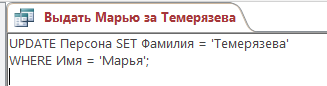 Выдать Марью за Темерязева
UPDATE Персона SET Фамилия = 'Темерязева'
WHERE Имя = 'Марья';